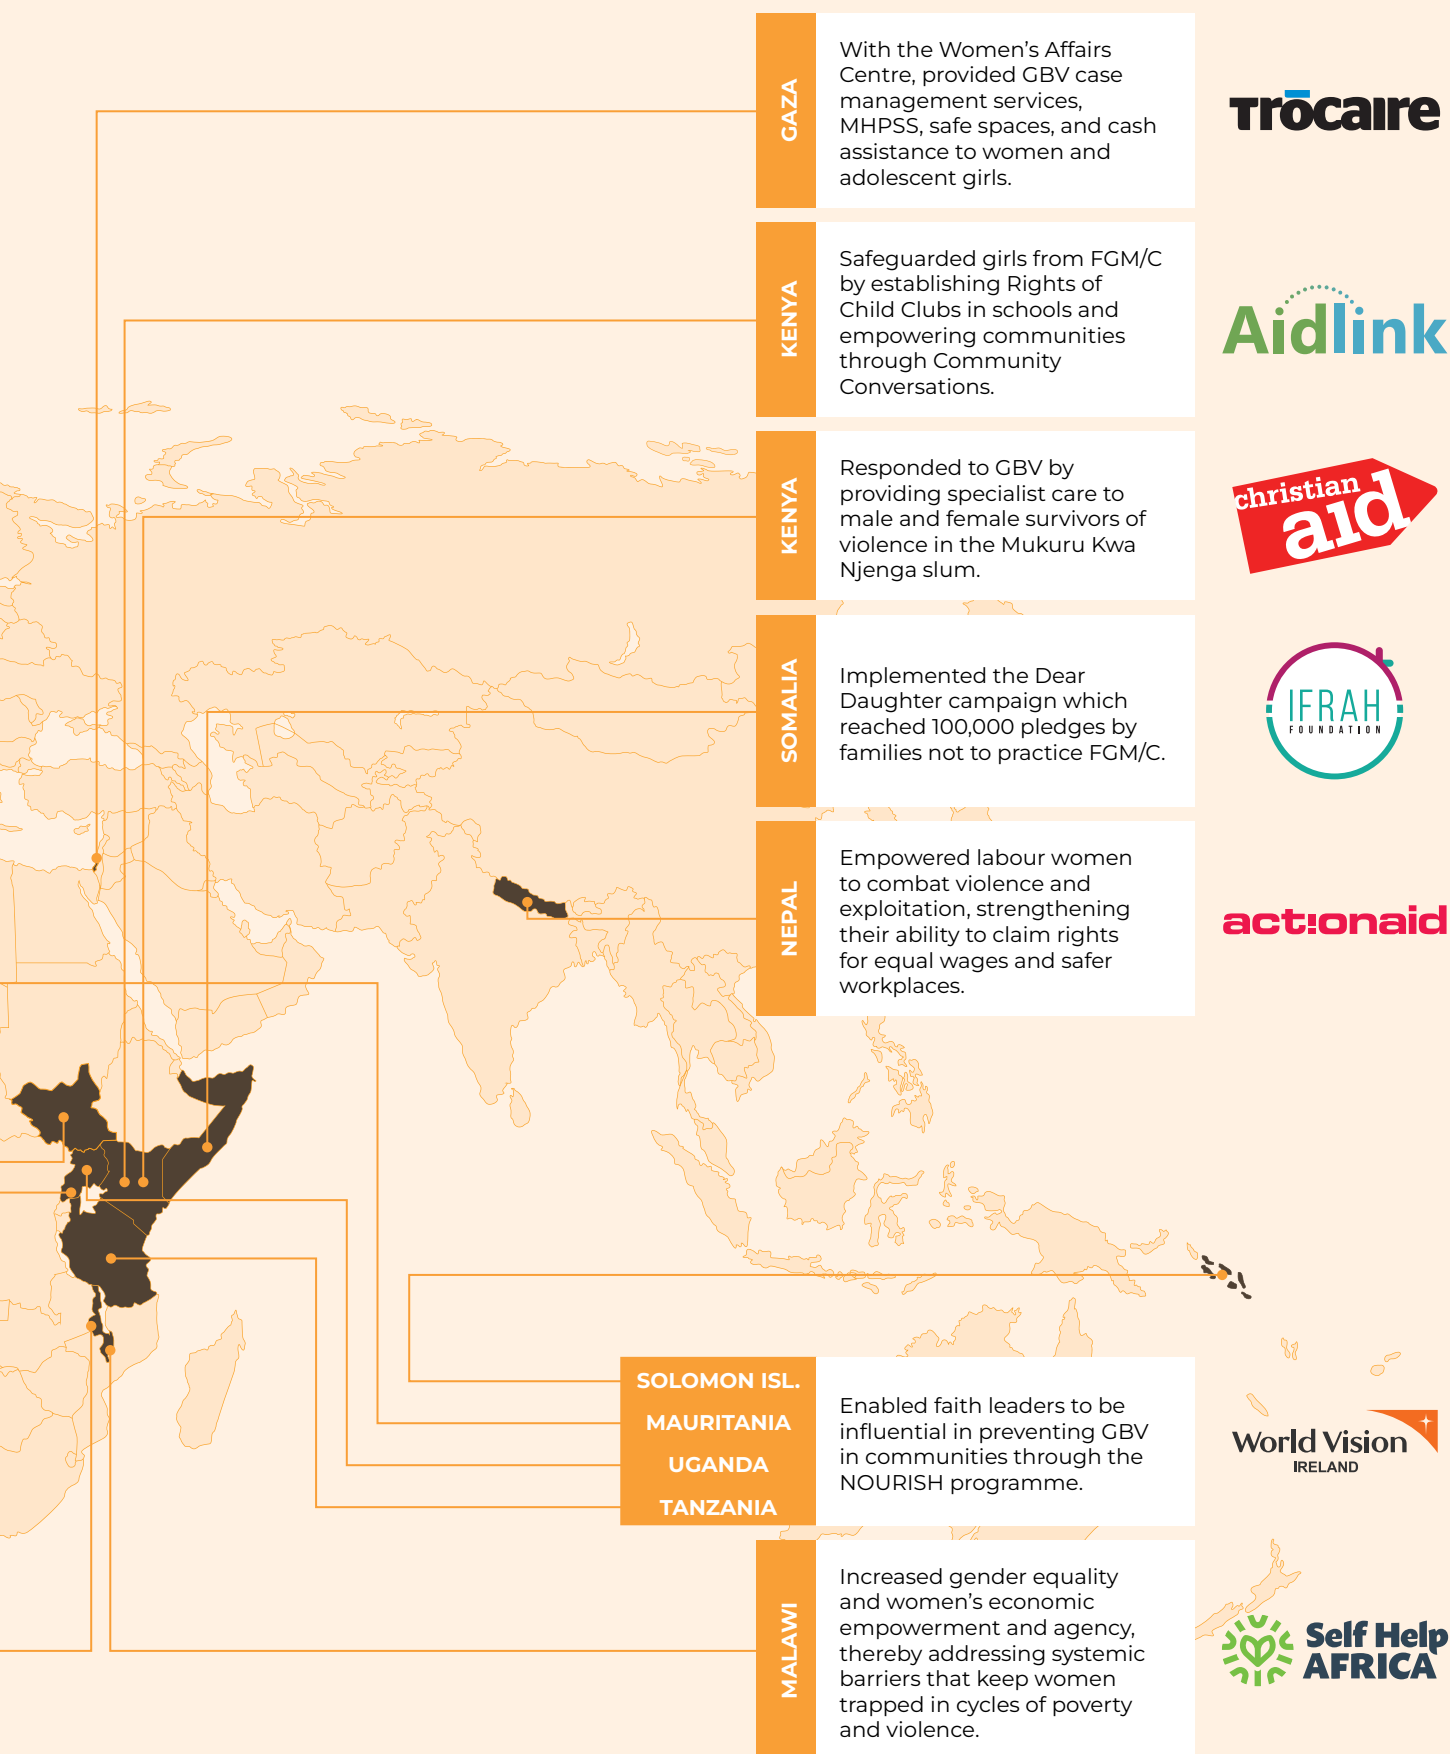 GAZA
With the Women’s Affairs
Centre, provided GBV case
management services,
MHPSS, safe spaces, and cash
assistance to women and
adolescent girls.
Trōcaire
KENYA
Safeguarded girls from FGM/C
by establishing Rights of
Child Clubs in schools and
empowering communities
through Community
Conversations.
Aidlink
KENYA
Responded to GBV by
providing specialist care to
male and female survivors of
violence in the Mukuru Kwa
Njenga slum.
christian
aid
SOMALIA
Implemented the Dear
Daughter campaign which
reached 100,000 pledges by
families not to practice FGM/C.
IFRAH
FOUNDATION
NEPAL
Empowered labour women
to combat violence and
exploitation, strengthening
their ability to claim rights
for equal wages and safer
workplaces.
act:onaid
SOLOMON ISL.
MAURITANIA
UGANDA
TANZANIA
Enabled faith leaders to be
influential in preventing GBV
in communities through the
NOURISH programme.
World Vision
IRELAND
MALAWI
Increased gender equality
and women’s economic
empowerment and agency,
thereby addressing systemic
barriers that keep women
trapped in cycles of poverty
and violence.
Self Help
AFRICA